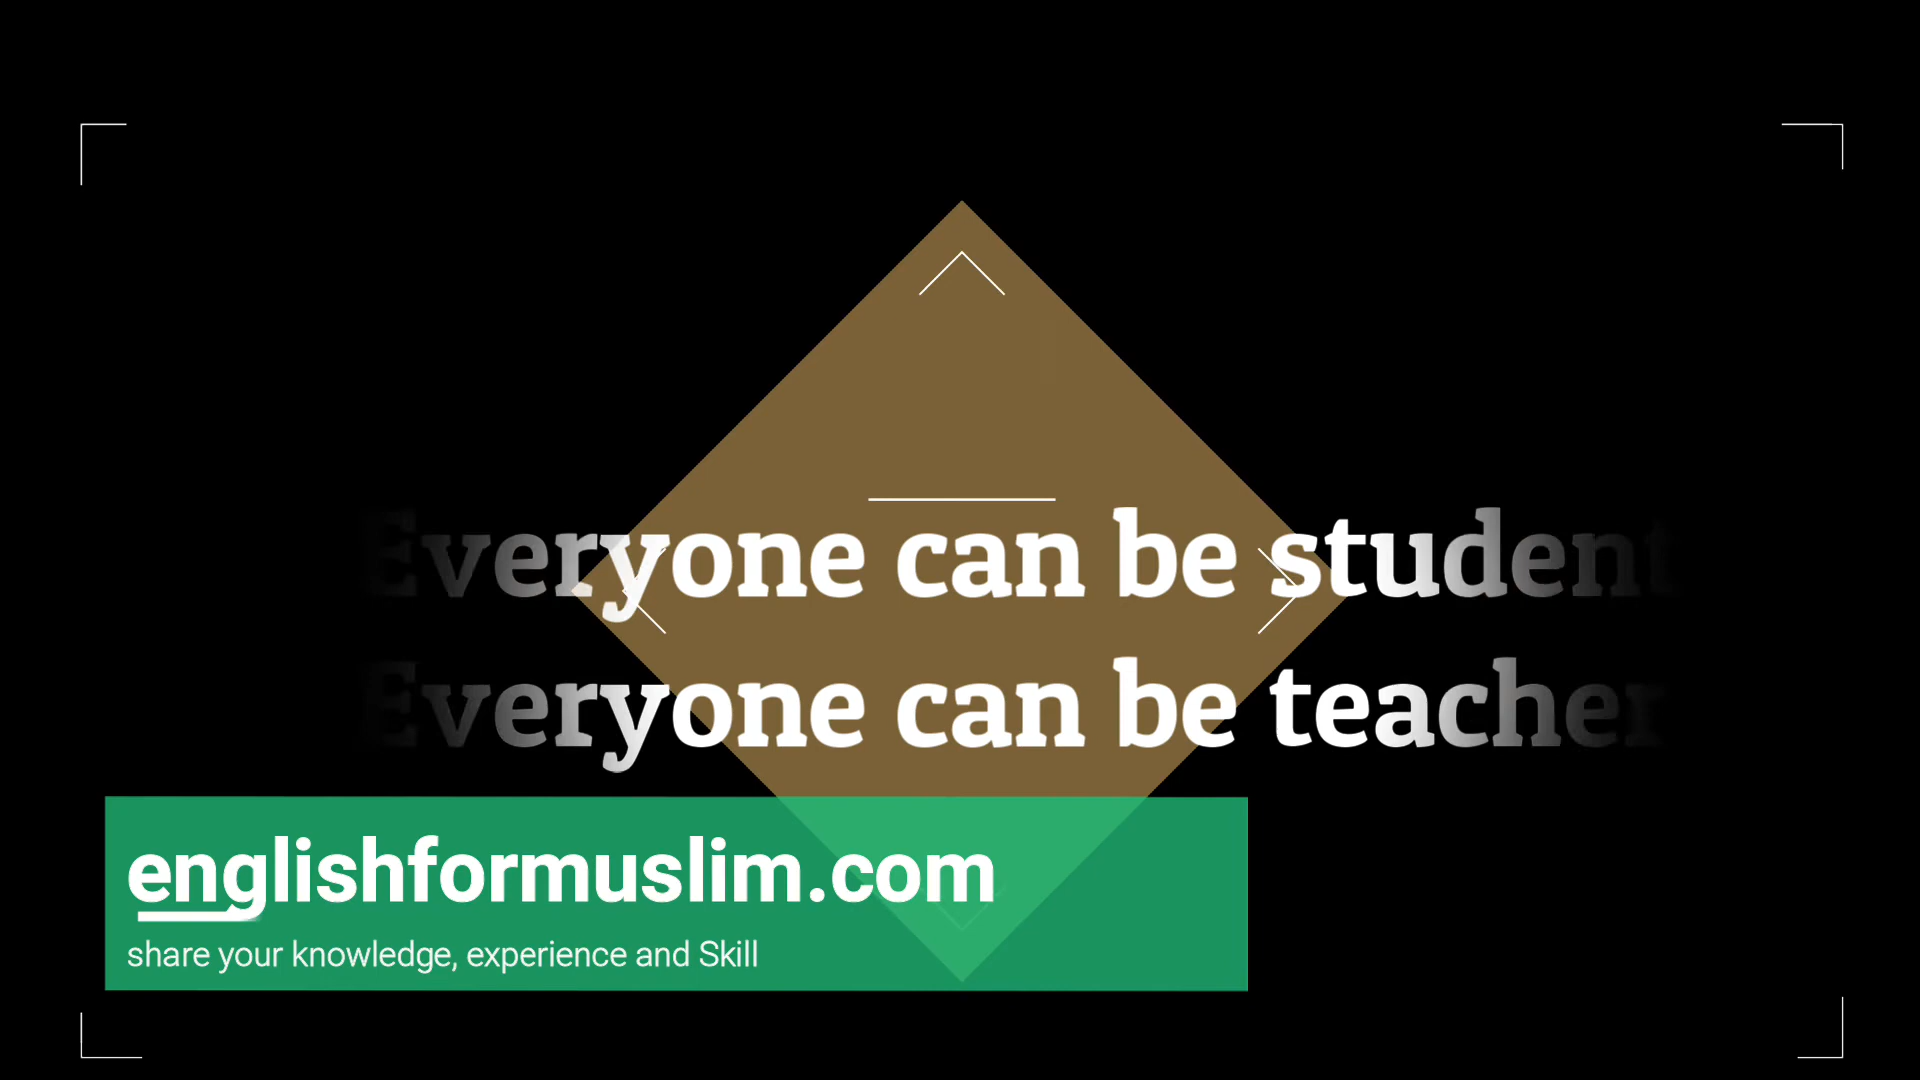 Everyone can be student
Everyone can be teacher
englishformuslim.com
share your knowledge, experience and Skill